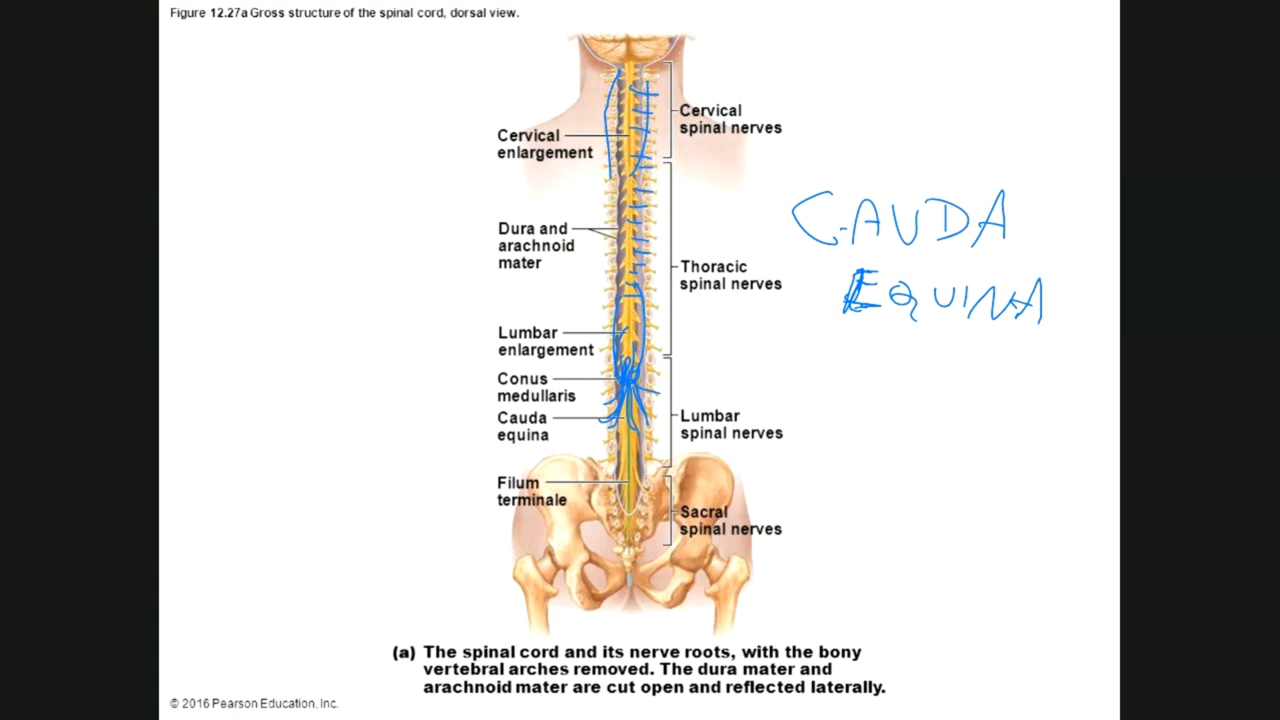 Figure 12.27a Gross structure of the spinal cord, dorsal view.
Cervical
enlargement
Dura and
arachnoid
mater
Lumbar
enlargement
Conus
medullaris
Cauda
equina
Filum
terminale
Cervical
spinal nerves
Thoracic
spinal nerves
Lumbar
spinal nerves
Sacral
spinal nerves
CAUDA
EQUINA
(a) The spinal cord and its nerve roots, with the bony
vertebral arches removed. The dura mater and
arachnoid mater are cut open and reflected laterally.
© 2016 Pearson Education, Inc.